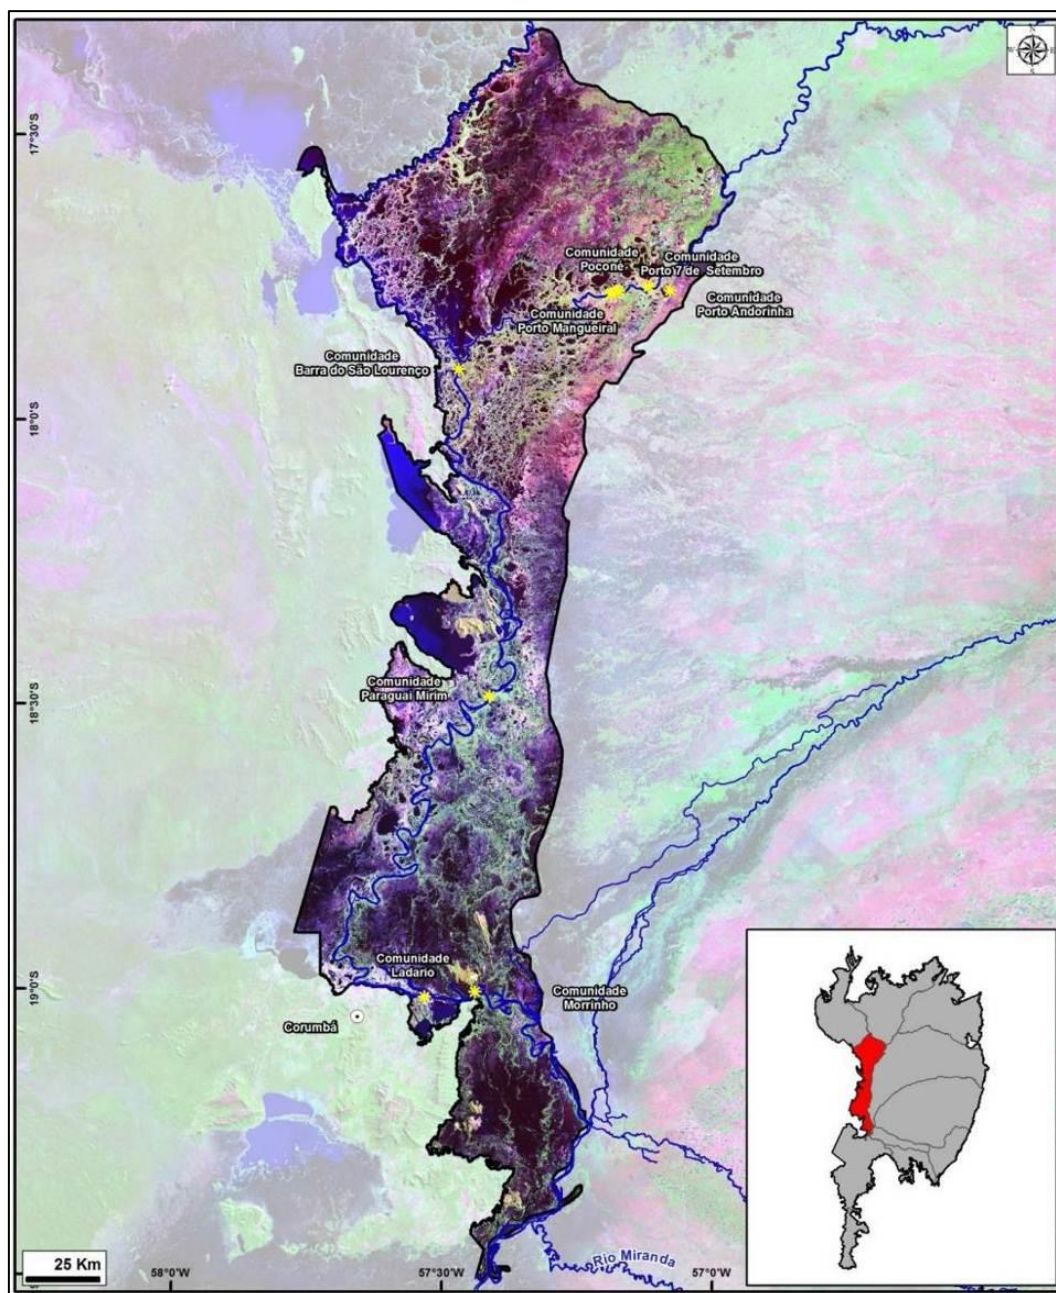 N
W
E
S
17°30'S
Comunidade
Poconé
Comunidade
Porto 7 de Setembro
Comunidade
Porto Andorinha
Comunidade
Porto Mangueiral
Comunidade
Barra do São Lourenço
18°0'S
Comunidade
Paraguai Mirim
18°30'S
Comunidade
Ladario
Comunidade
Morrinho
19°0'S
Corumbá
Rio Miranda
25 Km
58°0'W
57°30'W
57°0'W